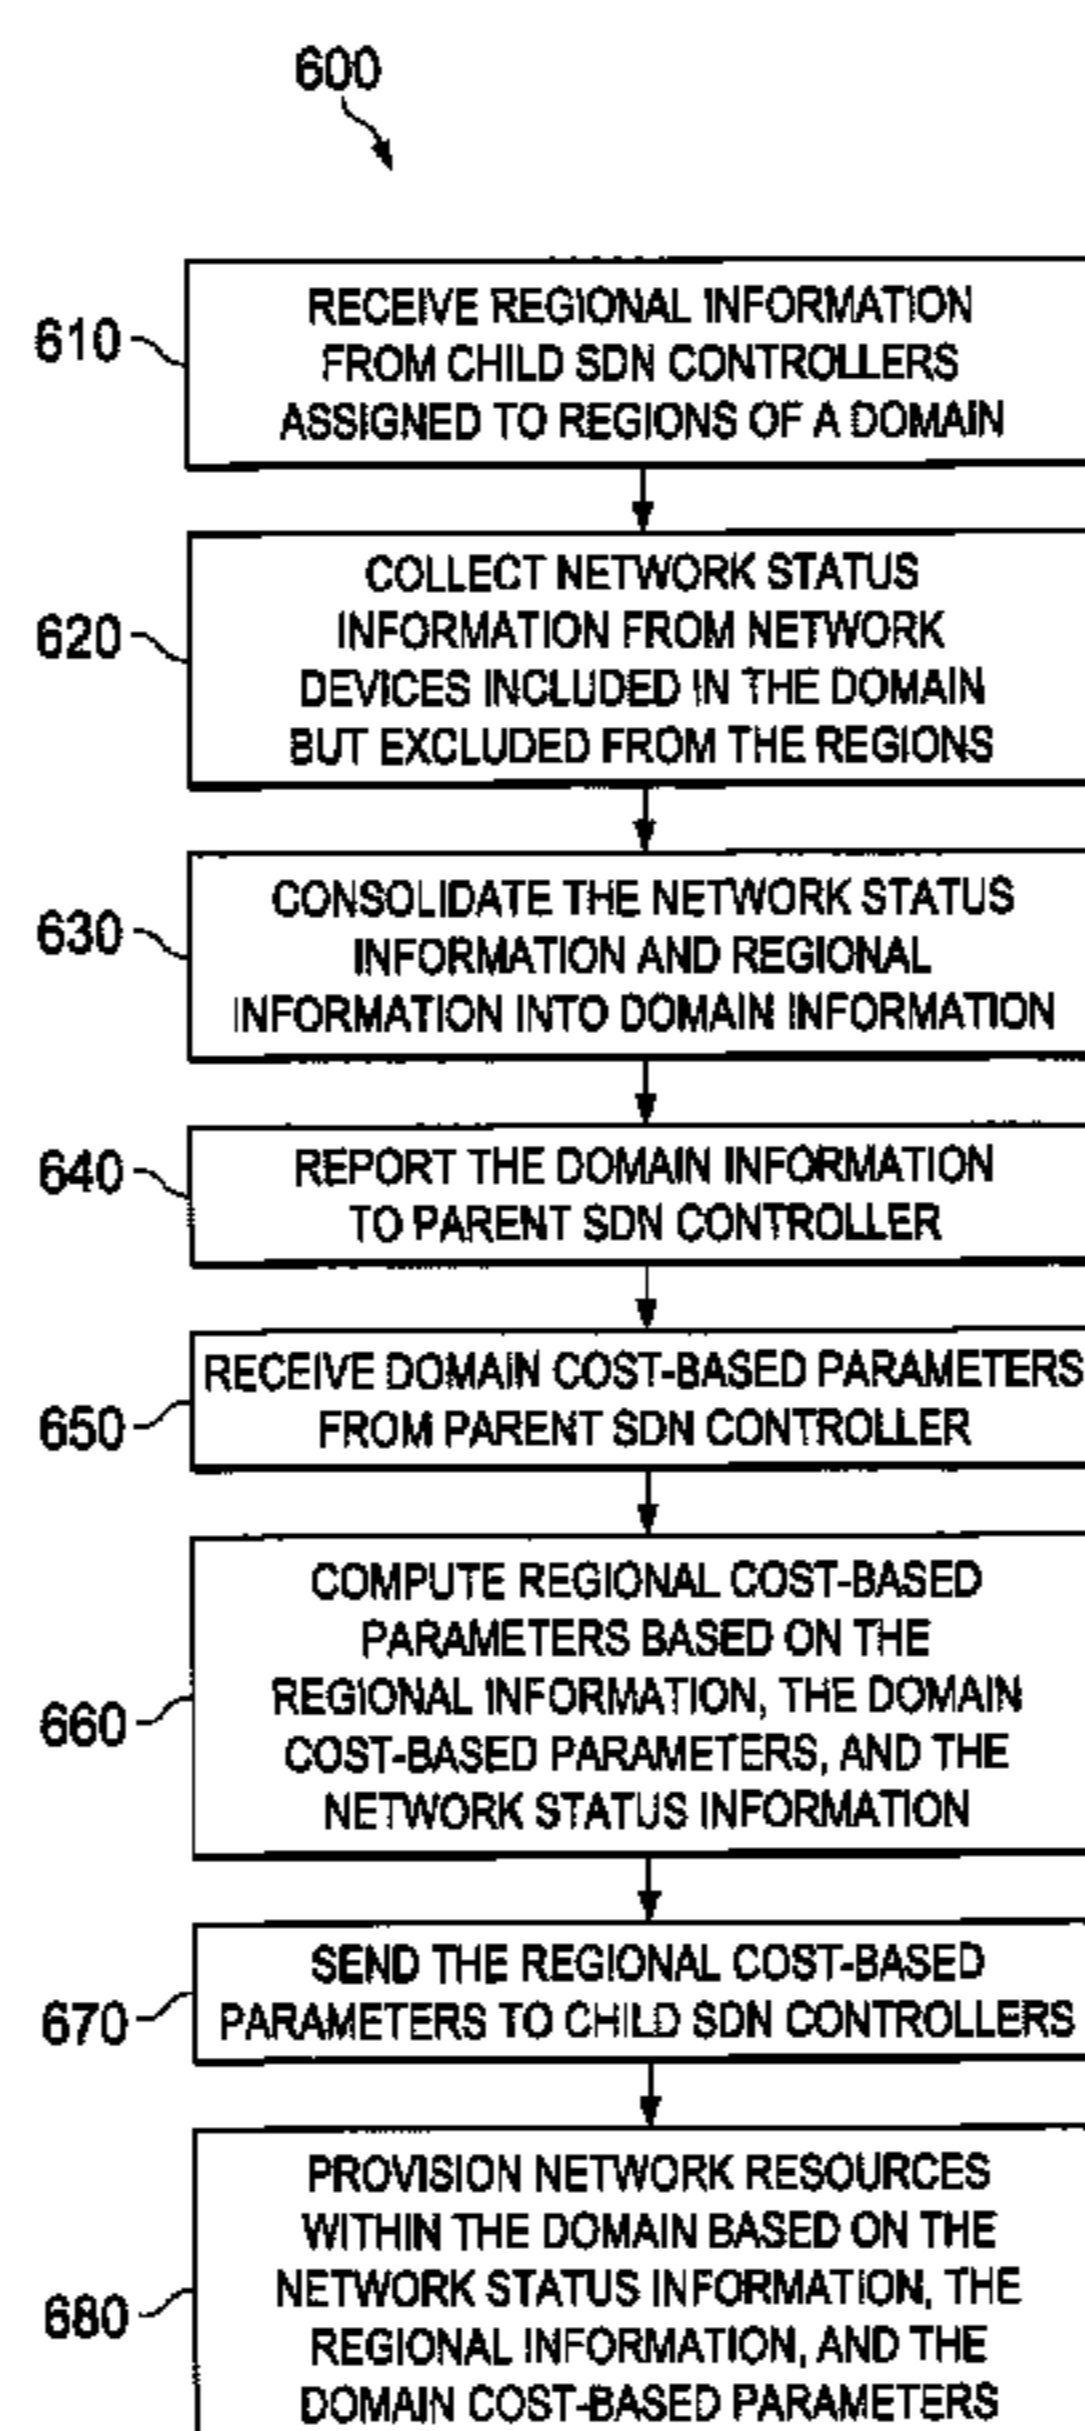 600
610
RECEIVE REGIONAL INFORMATION
FROM CHILD SDN CONTROLLERS
ASSIGNED TO REGIONS OF A DOMAIN
620
COLLECT NETWORK STATUS
INFORMATION FROM NETWORK
DEVICES INCLUDED IN THE DOMAIN
BUT EXCLUDED FROM THE REGIONS
630
CONSOLIDATE THE NETWORK STATUS
INFORMATION AND REGIONAL
INFORMATION INTO DOMAIN INFORMATION
640
REPORT THE DOMAIN INFORMATION
TO PARENT SDN CONTROLLER
650
RECEIVE DOMAIN COST-BASED PARAMETERS
FROM PARENT SDN CONTROLLER
660
COMPUTE REGIONAL COST-BASED
PARAMETERS BASED ON THE
REGIONAL INFORMATION, THE DOMAIN
COST-BASED PARAMETERS, AND THE
NETWORK STATUS INFORMATION
670
SEND THE REGIONAL COST-BASED
PARAMETERS TO CHILD SDN CONTROLLERS
680
PROVISION NETWORK RESOURCES
WITHIN THE DOMAIN BASED ON THE
NETWORK STATUS INFORMATION, THE
REGIONAL INFORMATION, AND THE
DOMAIN COST-BASED PARAMETERS